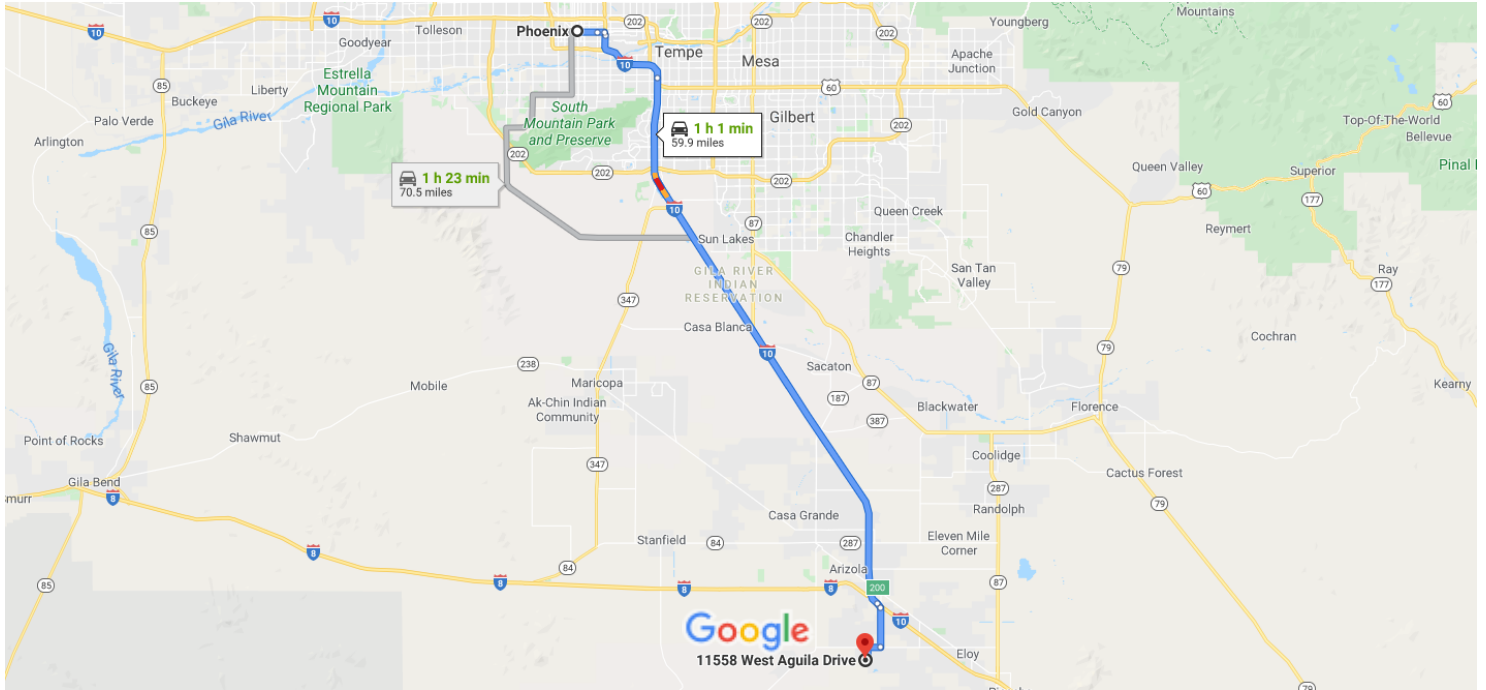 Mountains
10
10
Tolleson
Phoenix
202
202
Youngberg
Goodyear
Tempe
Mesa
202
Apache
Junction
Estrella
Mountain
Regional Park
10
85
Liberty
Buckeye
60
60
Palo Verde
Gila River
South
Mountain Park
and Preserve
Gilbert
Gold Canyon
Top-Of-The-World
Bellevue
Arlington
1 h 1 min
59.9 miles
202
202
1 h 23 min
70.5 miles
202
202
Queen Valley
Superior
Pinal
60
177
10
Queen Creek
87
Reymert
85
Sun Lakes
Chandler
Heights
GILA RIVER
INDIAN
RESERVATION
San Tan
Valley
79
Ray
177
347
Casa Blanca
Cochran
Gila River
10
79
238
Sacaton
85
Mobile
Maricopa
87
Kearny
Ak-Chin Indian
Community
187
Blackwater
Florence
387
Point of Rocks
Shawmut
Coolidge
347
Cactus Forest
Gila Bend
8
287
79
Randolph
Casa Grande
Stanfield
84
287
Eleven Mile
Corner
8
84
Arizola
85
8
8
8
200
87
10
Google
Eloy
11558 West Aguila Drive
79